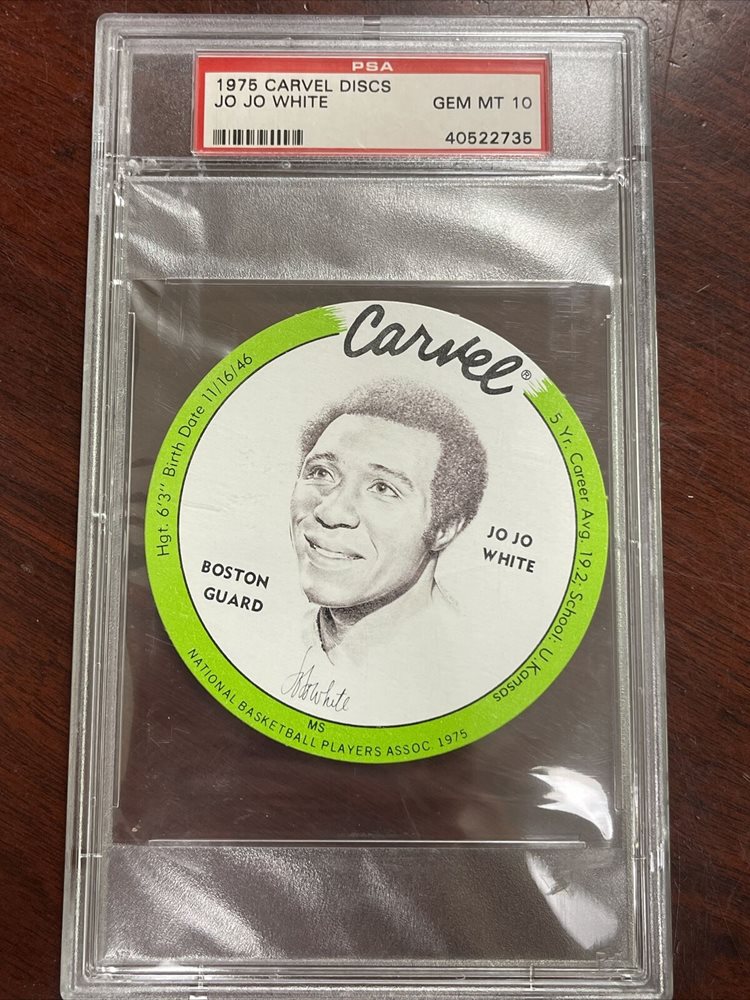 PSA
1975 CARVEL DISCS
JO JO WHITE GEM MT 10
40522735
Carvel®
Hgt. 6'3'' Birth Date 11/16/46
5 Yr. Career Avg. 19.2; School: U.Kansas
JO JO
WHITE
BOSTON
GUARD
JoJo White
MS
NATIONAL BASKETBALL PLAYERS ASSOC. 1975